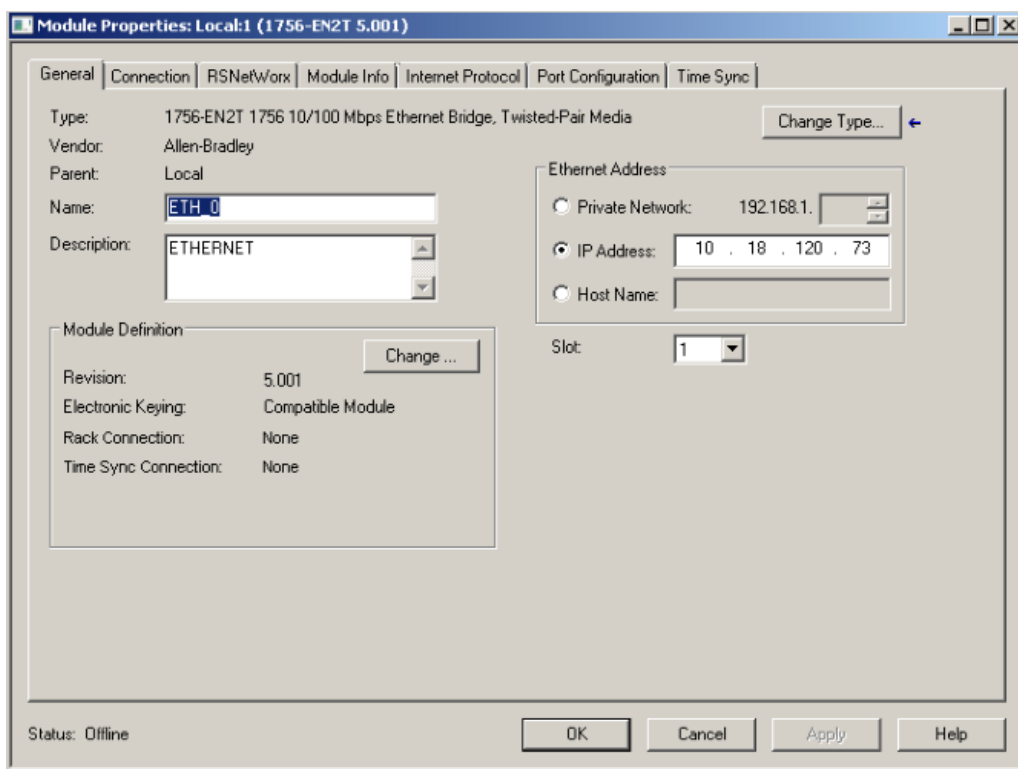 Module Properties: Local:1 (1756-EN2T 5.001)
General Connection RSNetWorx Module Info Internet Protocol Port Configuration Time Sync
Type: 1756-EN2T 1756 10/100 Mbps Ethernet Bridge, Twisted-Pair Media
Change Type...
Vendor: Allen-Bradley
Parent: Local
Name: ETH_0
Description: ETHERNET
Ethernet Address
Private Network: 192.168.1.
IP Address: 10 . 18 . 120 . 73
Host Name:
Slot: 1
Module Definition
Change ...
Revision: 5.001
Electronic Keying: Compatible Module
Rack Connection: None
Time Sync Connection: None
Status: Offline
OK Cancel Apply Help